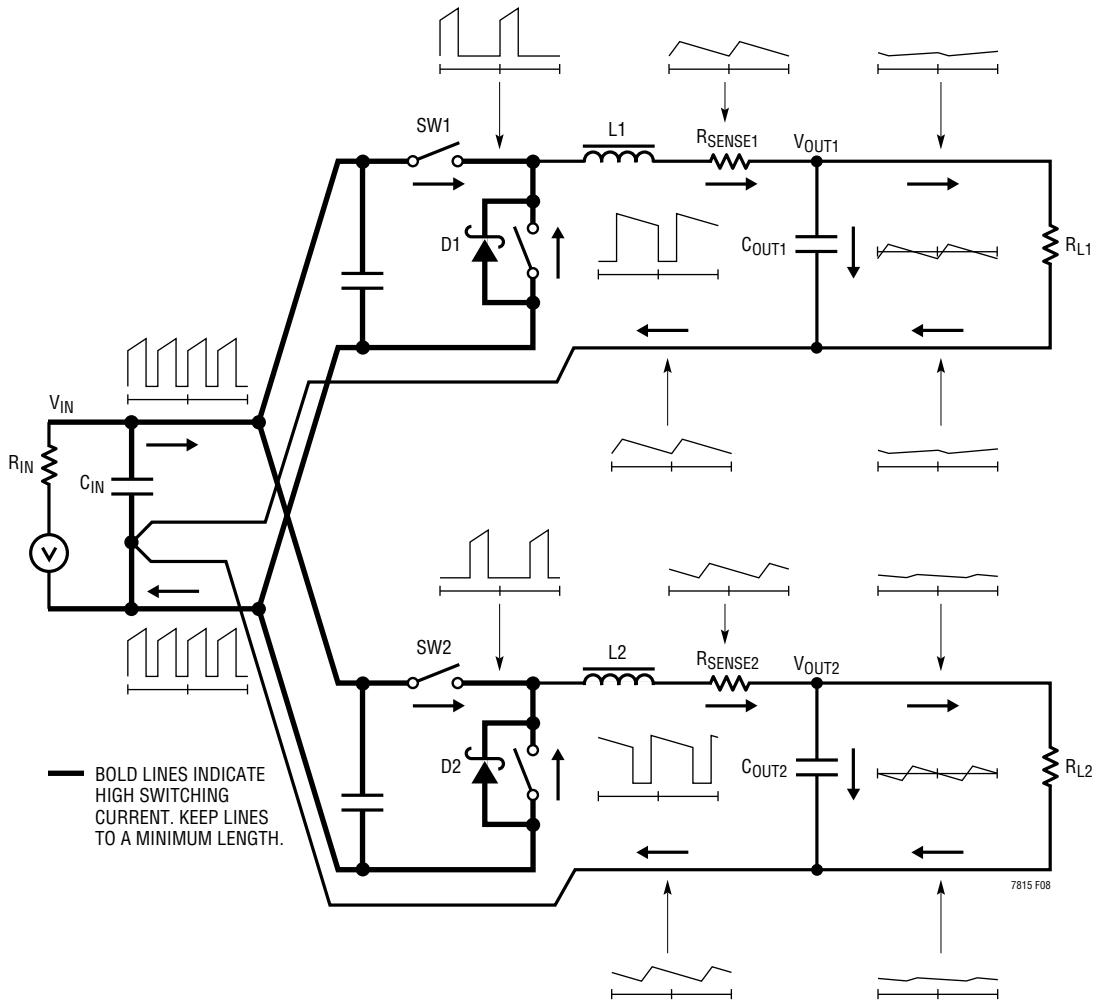 SW1
L1
RSENSE1
VOUT1
D1
COUT1
RL1
VIN
RIN
CIN
V
SW2
L2
RSENSE2
VOUT2
D2
COUT2
RL2
BOLD LINES INDICATE
HIGH SWITCHING
CURRENT. KEEP LINES
TO A MINIMUM LENGTH.
7815 F08